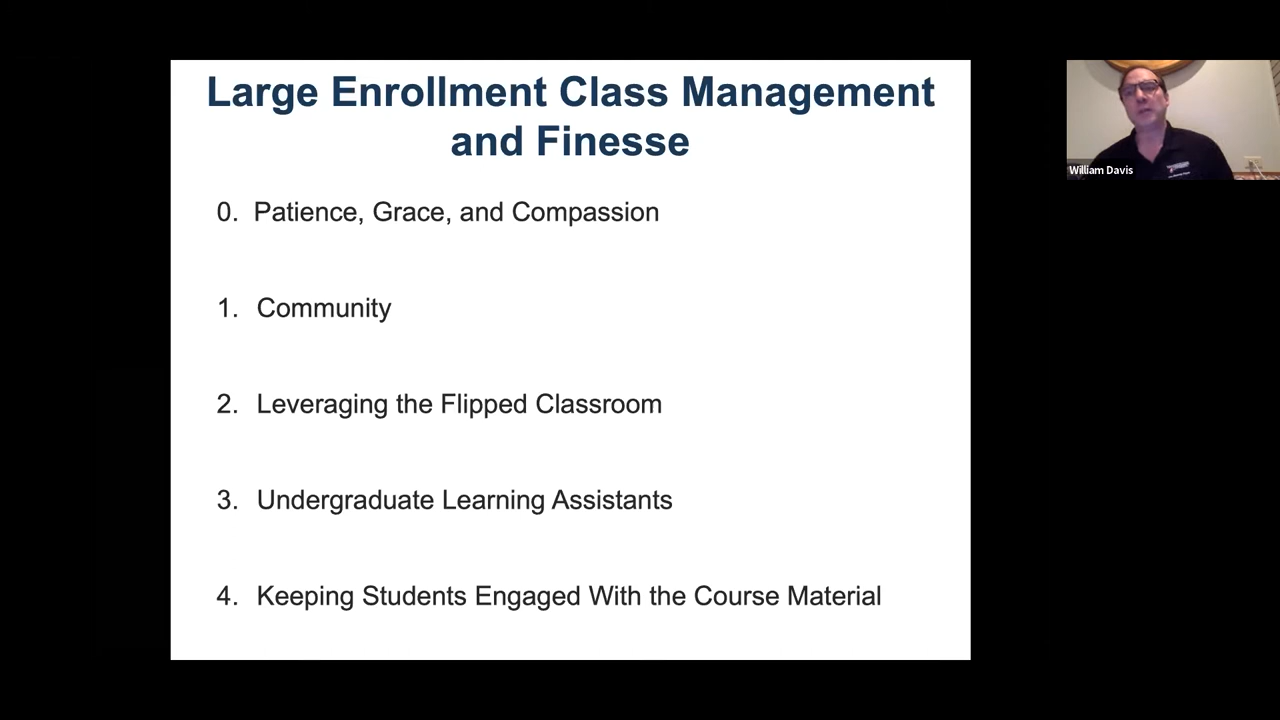 Large Enrollment Class Management
and Finesse
0. Patience, Grace, and Compassion
1. Community
2. Leveraging the Flipped Classroom
3. Undergraduate Learning Assistants
4. Keeping Students Engaged With the Course Material
William Davis